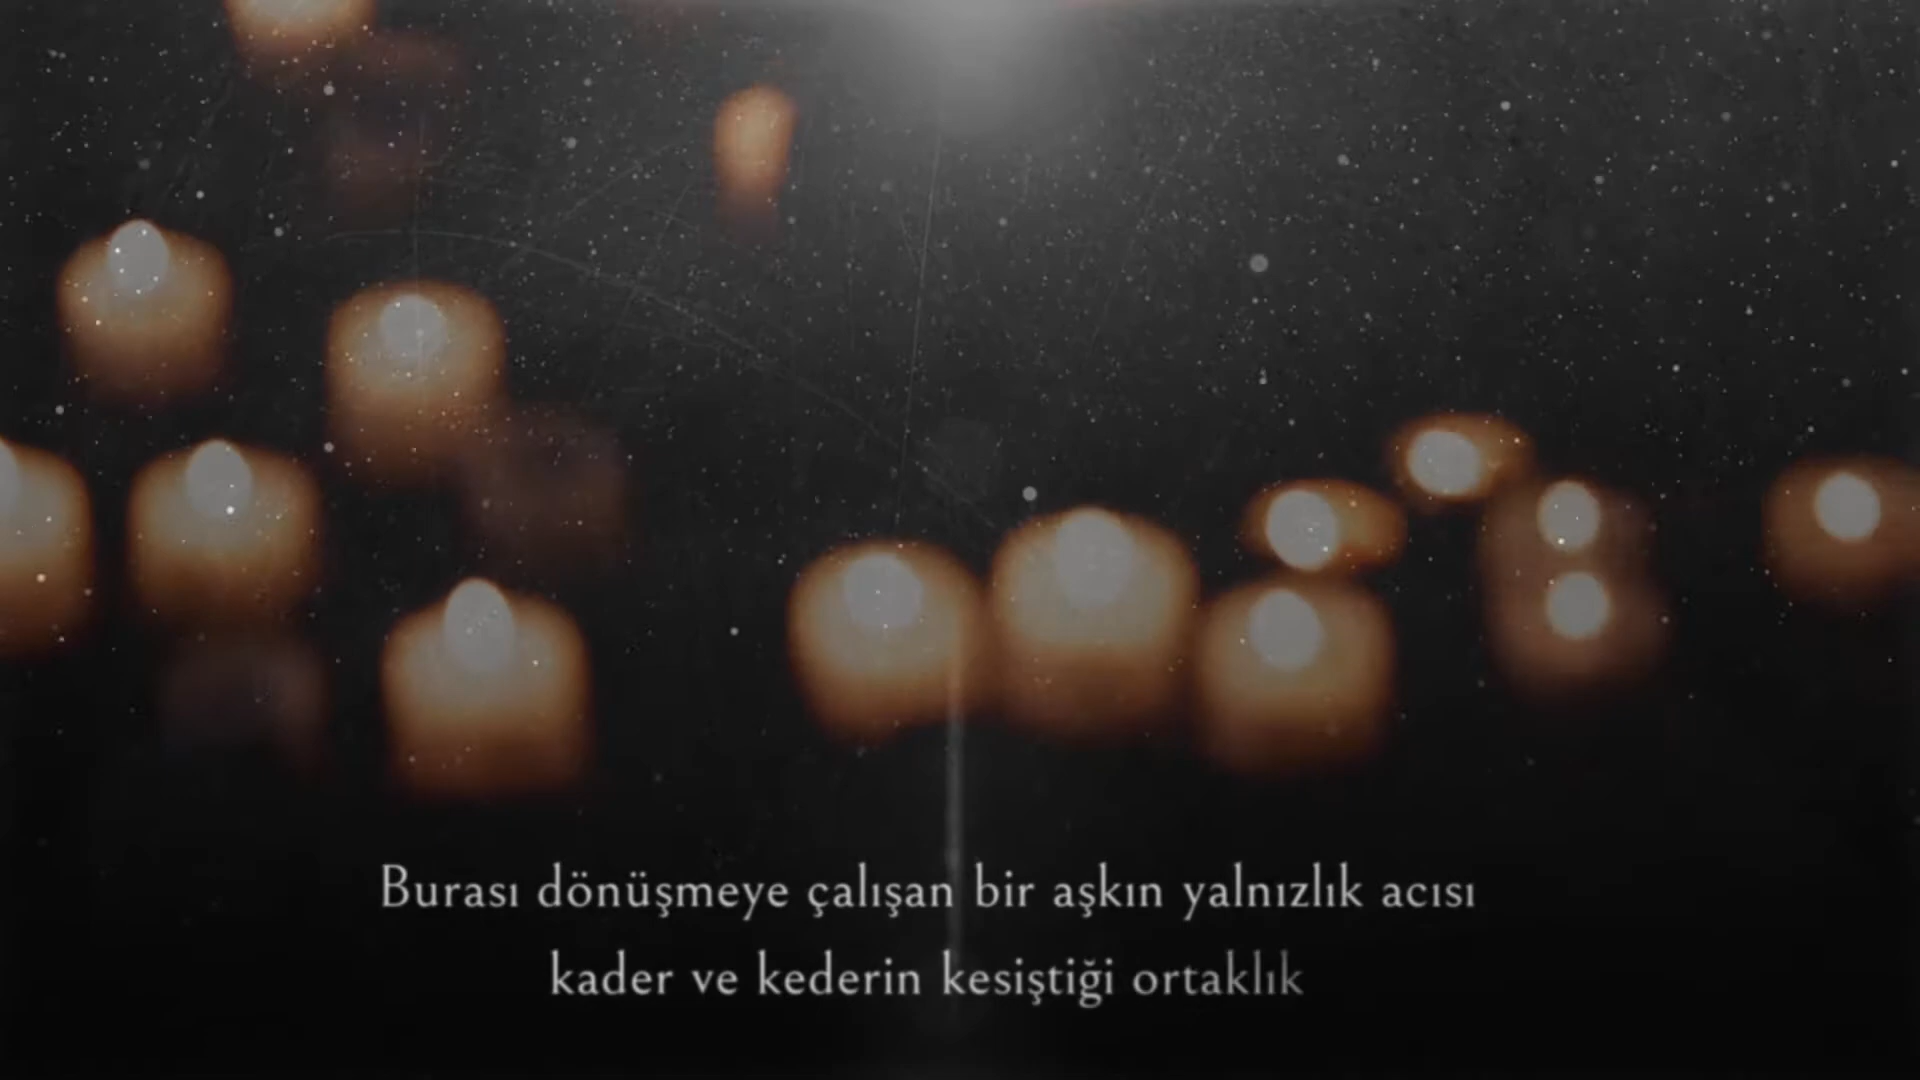 Burası dönüşmeye çalışan bir aşkın yalnızlık acısı
kader ve kederin kesiştiği ortaklık